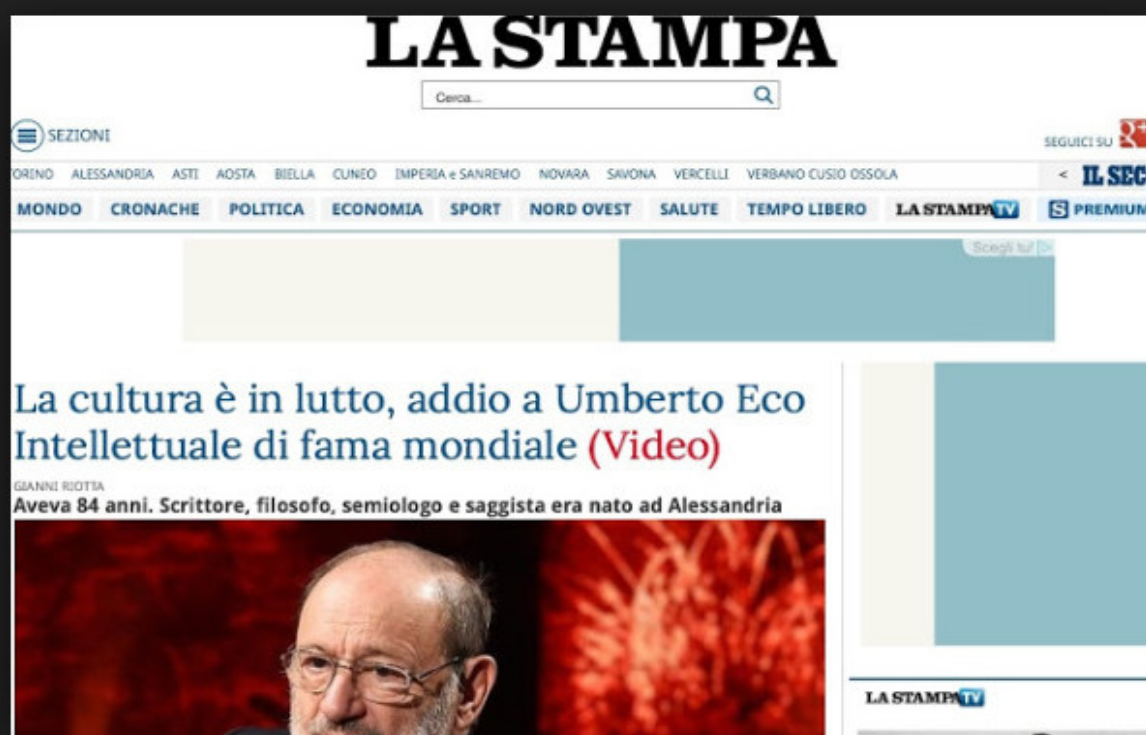 LA STAMPA
Cerca...
SEZIONI
SEGUICI SU
ORINO ALESSANDRIA ASTI AOSTA BIELLA CUNEO IMPERIA e SANREMO NOVARA SAVONA VERCELLI VERBANO CUSIO OSSOLA < IL SEC
MONDO CRONACHE POLITICA ECONOMIA SPORT NORD OVEST SALUTE TEMPO LIBERO LA STAMPA TV S PREMIUM
Scegli tu!
La cultura è in lutto, addio a Umberto Eco
Intellettuale di fama mondiale (Video)
GIANNI RIOTTA
Aveva 84 anni. Scrittore, filosofo, semiologo e saggista era nato ad Alessandria
LA STAMPA TV